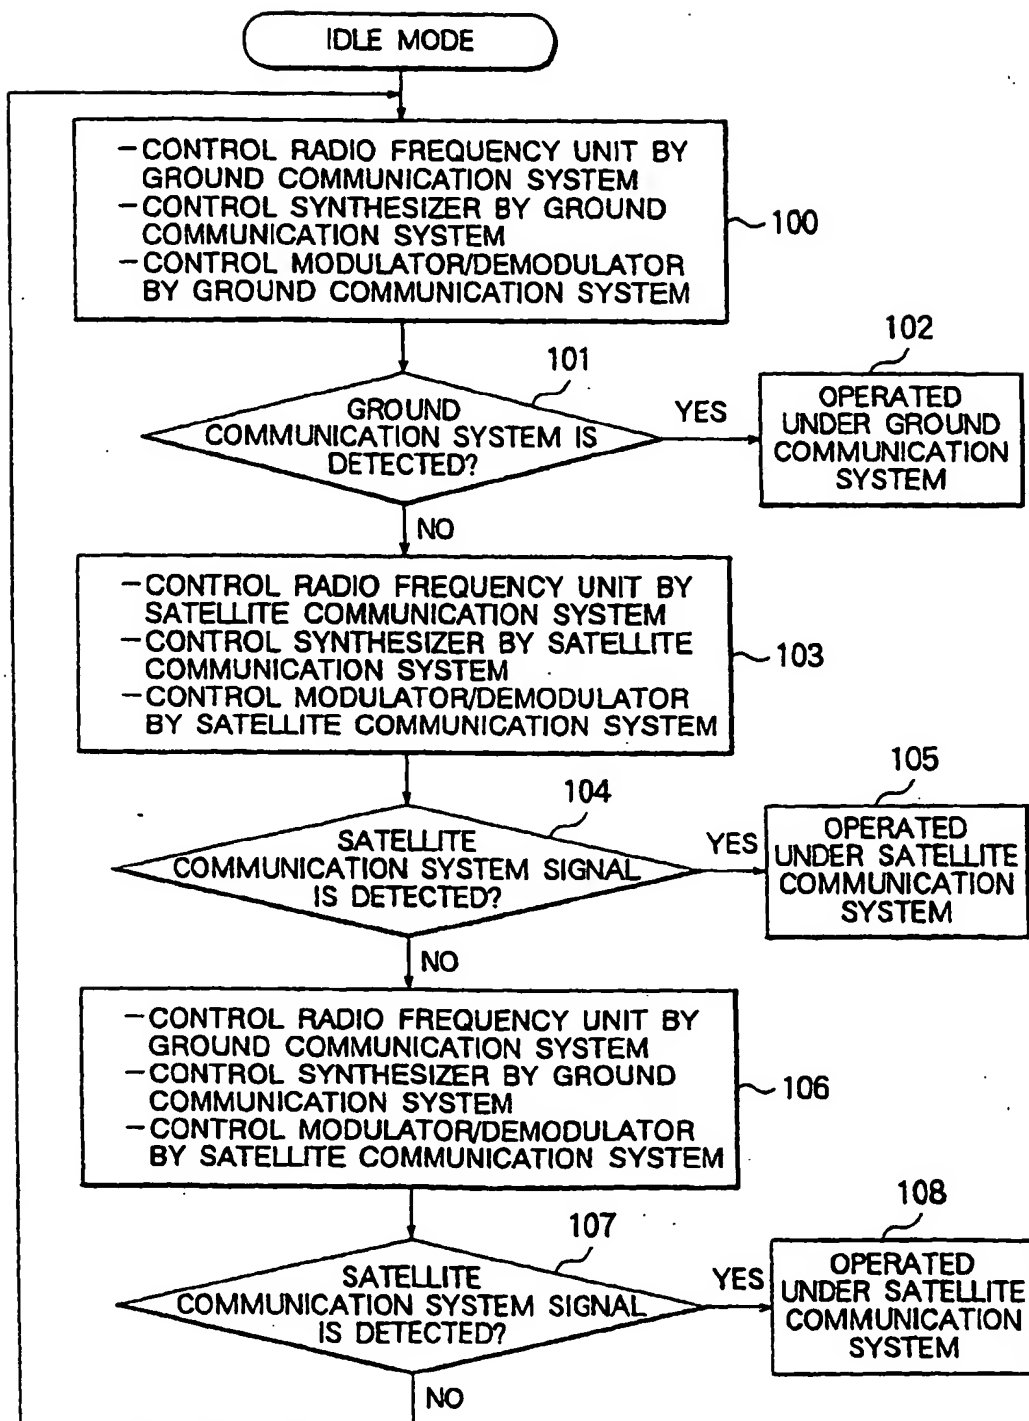 IDLE MODE
-CONTROL RADIO FREQUENCY UNIT BY
GROUND COMMUNICATION SYSTEM
-CONTROL SYNTHESIZER BY GROUND
COMMUNICATION SYSTEM
-CONTROL MODULATOR/DEMODULATOR
BY GROUND COMMUNICATION SYSTEM
100
101
GROUND
COMMUNICATION SYSTEM IS
DETECTED?
YES
102
OPERATED
UNDER GROUND
COMMUNICATION
SYSTEM
NO
-CONTROL RADIO FREQUENCY UNIT BY
SATELLITE COMMUNICATION SYSTEM
-CONTROL SYNTHESIZER BY SATELLITE
COMMUNICATION SYSTEM
-CONTROL MODULATOR/DEMODULATOR
BY SATELLITE COMMUNICATION SYSTEM
103
104
SATELLITE
COMMUNICATION SYSTEM SIGNAL
IS DETECTED?
YES
105
OPERATED
UNDER SATELLITE
COMMUNICATION
SYSTEM
NO
-CONTROL RADIO FREQUENCY UNIT BY
GROUND COMMUNICATION SYSTEM
-CONTROL SYNTHESIZER BY GROUND
COMMUNICATION SYSTEM
-CONTROL MODULATOR/DEMODULATOR
BY SATELLITE COMMUNICATION SYSTEM
106
107
SATELLITE
COMMUNICATION SYSTEM SIGNAL
IS DETECTED?
YES
108
OPERATED
UNDER SATELLITE
COMMUNICATION
SYSTEM
NO